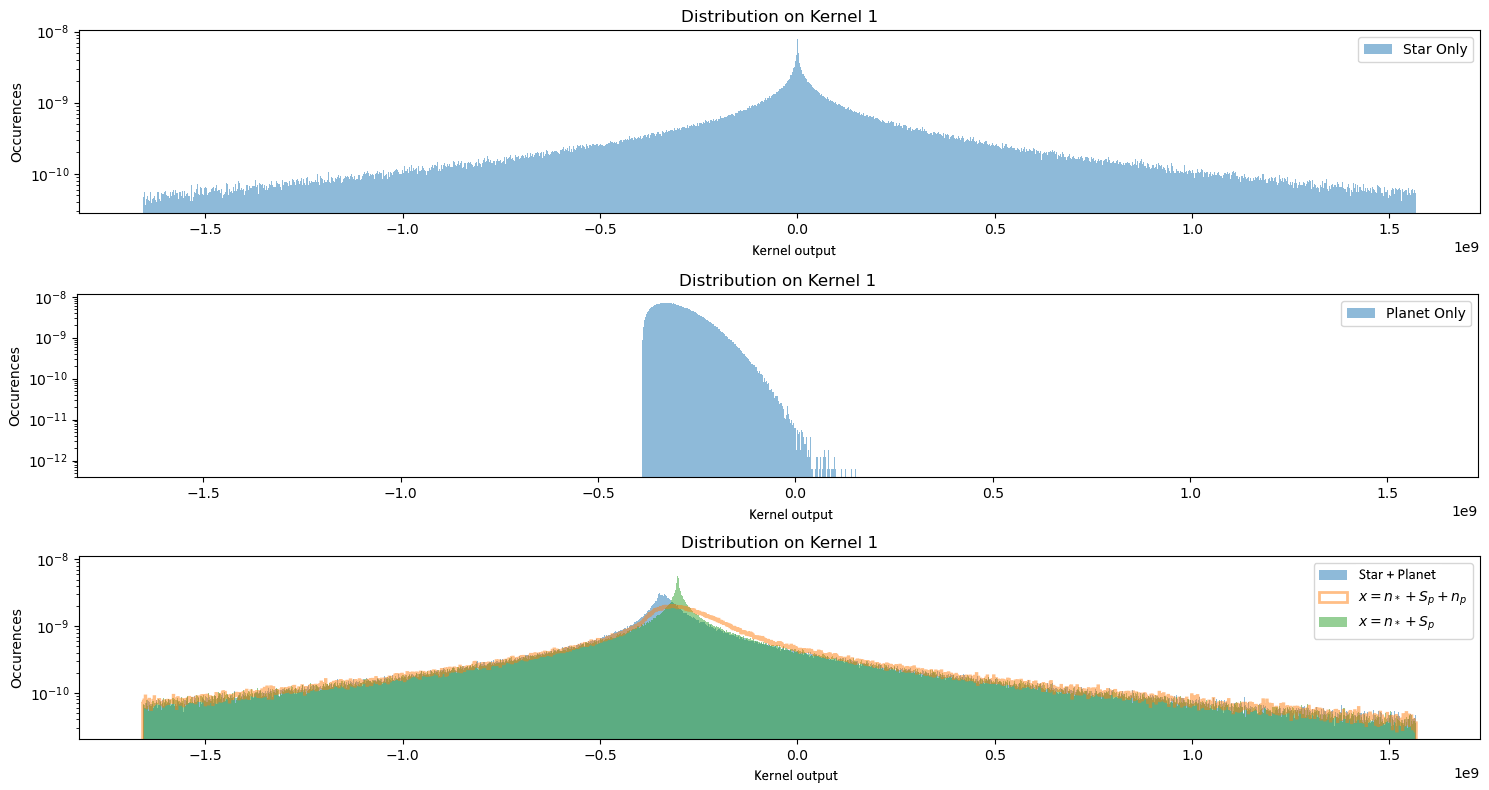 Distribution on Kernel 1
Occurences
10⁻⁸
10⁻⁹
10⁻¹⁰
Star Only
−1.5 −1.0 −0.5 0.0 0.5 1.0 1.5
1e9
Kernel output
Distribution on Kernel 1
Occurences
10⁻⁸
10⁻⁹
10⁻¹⁰
10⁻¹¹
10⁻¹²
Planet Only
−1.5 −1.0 −0.5 0.0 0.5 1.0 1.5
1e9
Kernel output
Distribution on Kernel 1
Occurences
10⁻⁸
10⁻⁹
10⁻¹⁰
Star + Planet
x = n* + Sₚ + nₚ
x = n* + Sₚ
−1.5 −1.0 −0.5 0.0 0.5 1.0 1.5
1e9
Kernel output